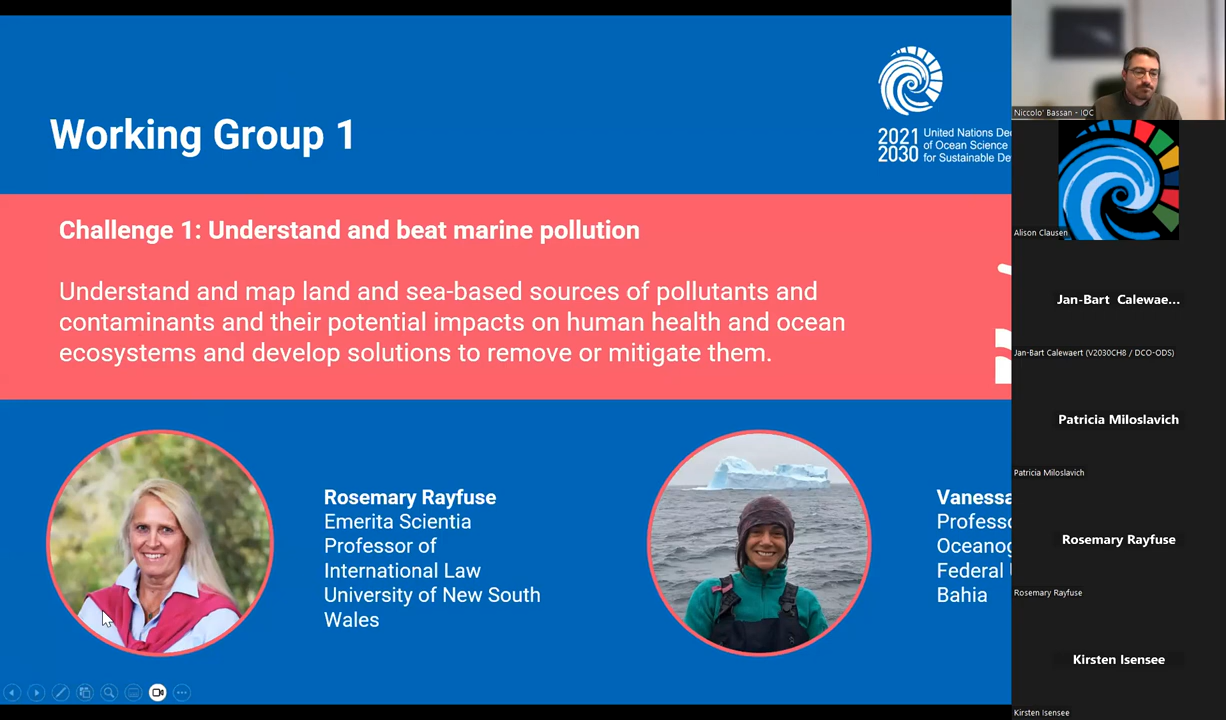 Working Group 1
2021
2030
United Nations
of Ocean Science
for Sustainable
Challenge 1: Understand and beat marine pollution
Understand and map land and sea-based sources of pollutants and
contaminants and their potential impacts on human health and ocean
ecosystems and develop solutions to remove or mitigate them.
Rosemary Rayfuse
Emerita Scientia
Professor of
International Law
University of New South
Wales
Vanessa
Federal
Bahia
Niccolo' Bassan - IOC
Alison Clausen
Jan-Bart Calewae...
Jan-Bart Calewaert (V2030CH8 / DCO-ODS)
Patricia Miloslavich
Patricia Miloslavich
Rosemary Rayfuse
Rosemary Rayfuse
Kirsten Isensee
Kirsten Isensee